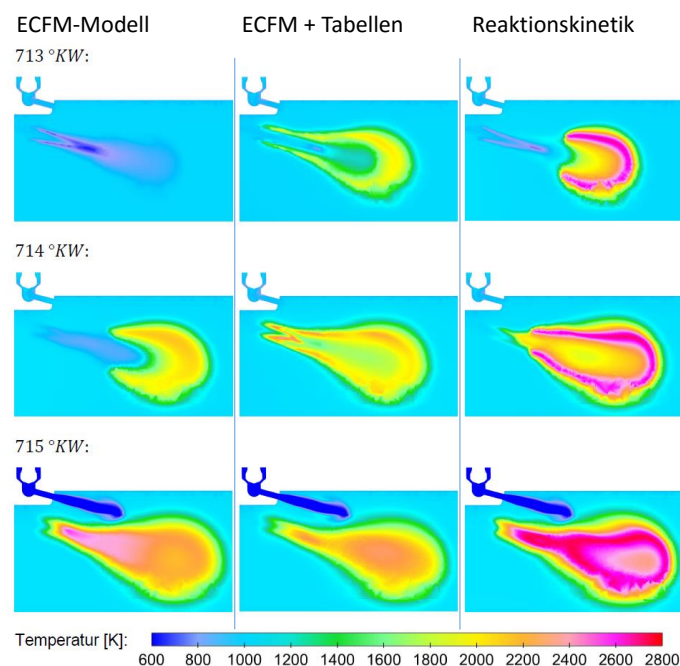 ECFM-Modell ECFM + Tabellen Reaktionskinetik
713 °KW:
714 °KW:
715 °KW:
Temperatur [K]:
600 800 1000 1200 1400 1600 1800 2000 2200 2400 2600 2800